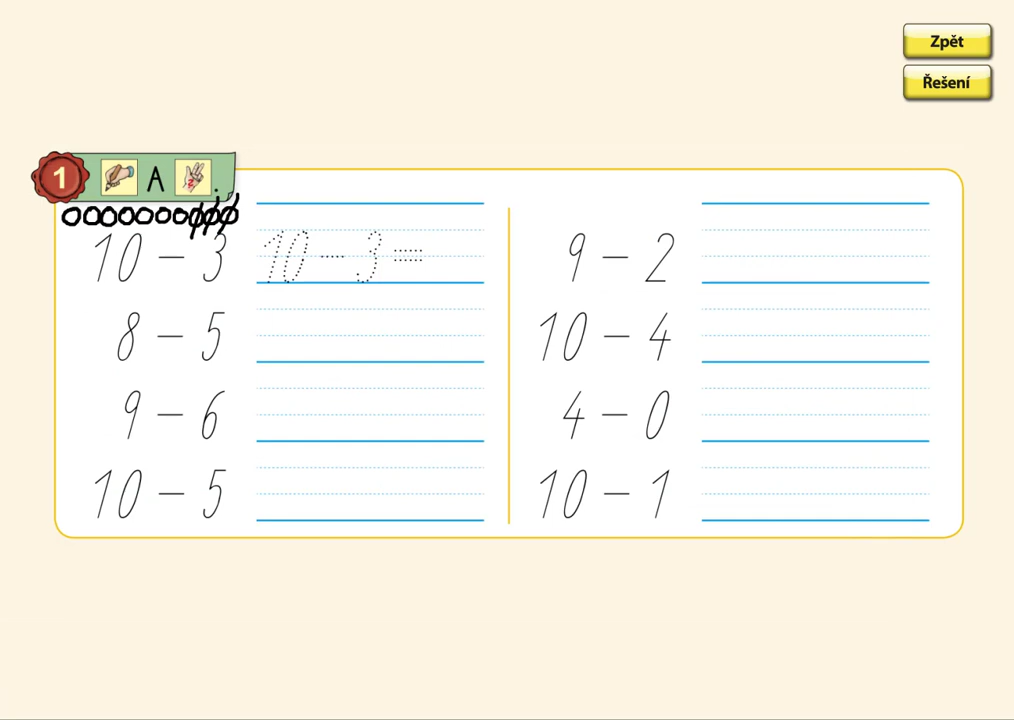 Zpět
Řešení
1 A .
10 – 3 10 – 3 =
8 – 5
9 – 6
10 – 5
9 – 2
10 – 4
4 – 0
10 – 1